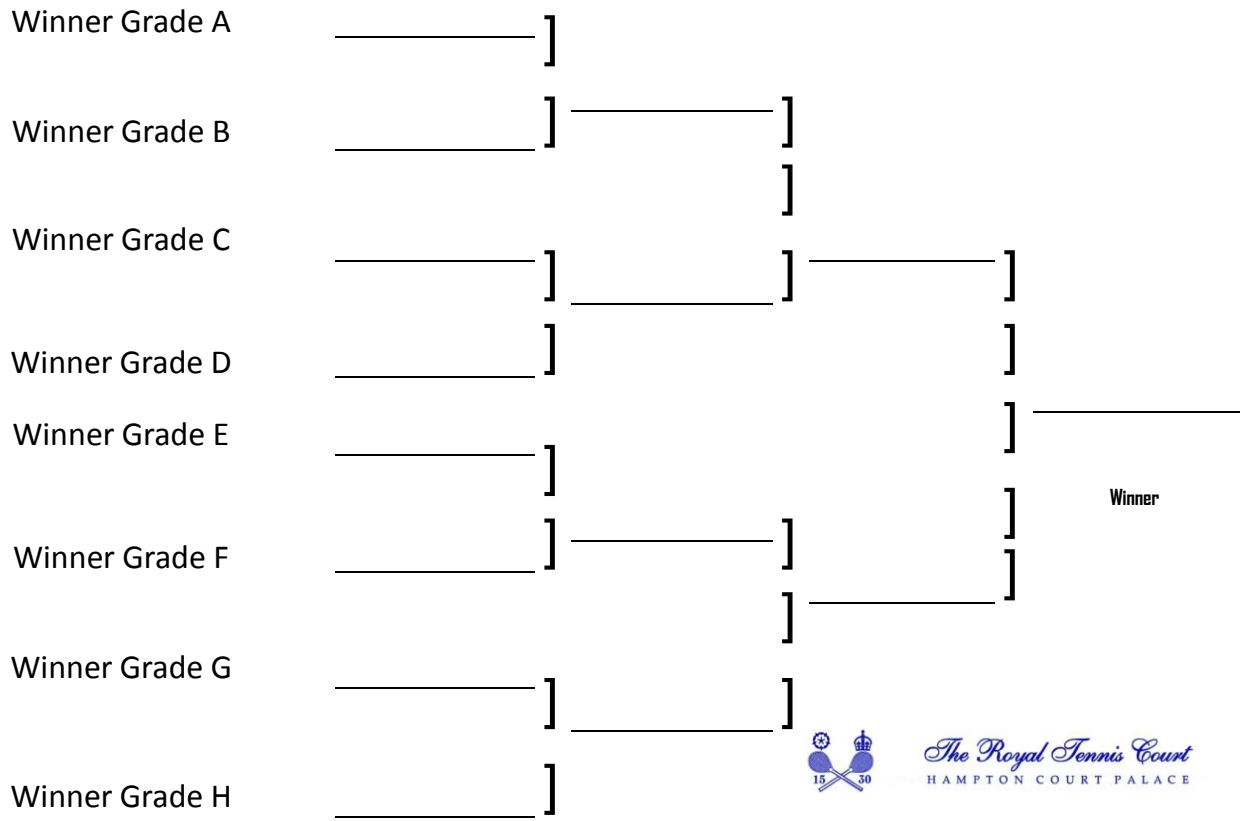 Winner Grade A
Winner Grade B
Winner Grade C
Winner Grade D
Winner Grade E
Winner
Winner Grade F
Winner Grade G
The Royal Tennis Court
15 30 HAMPTON COURT PALACE
Winner Grade H